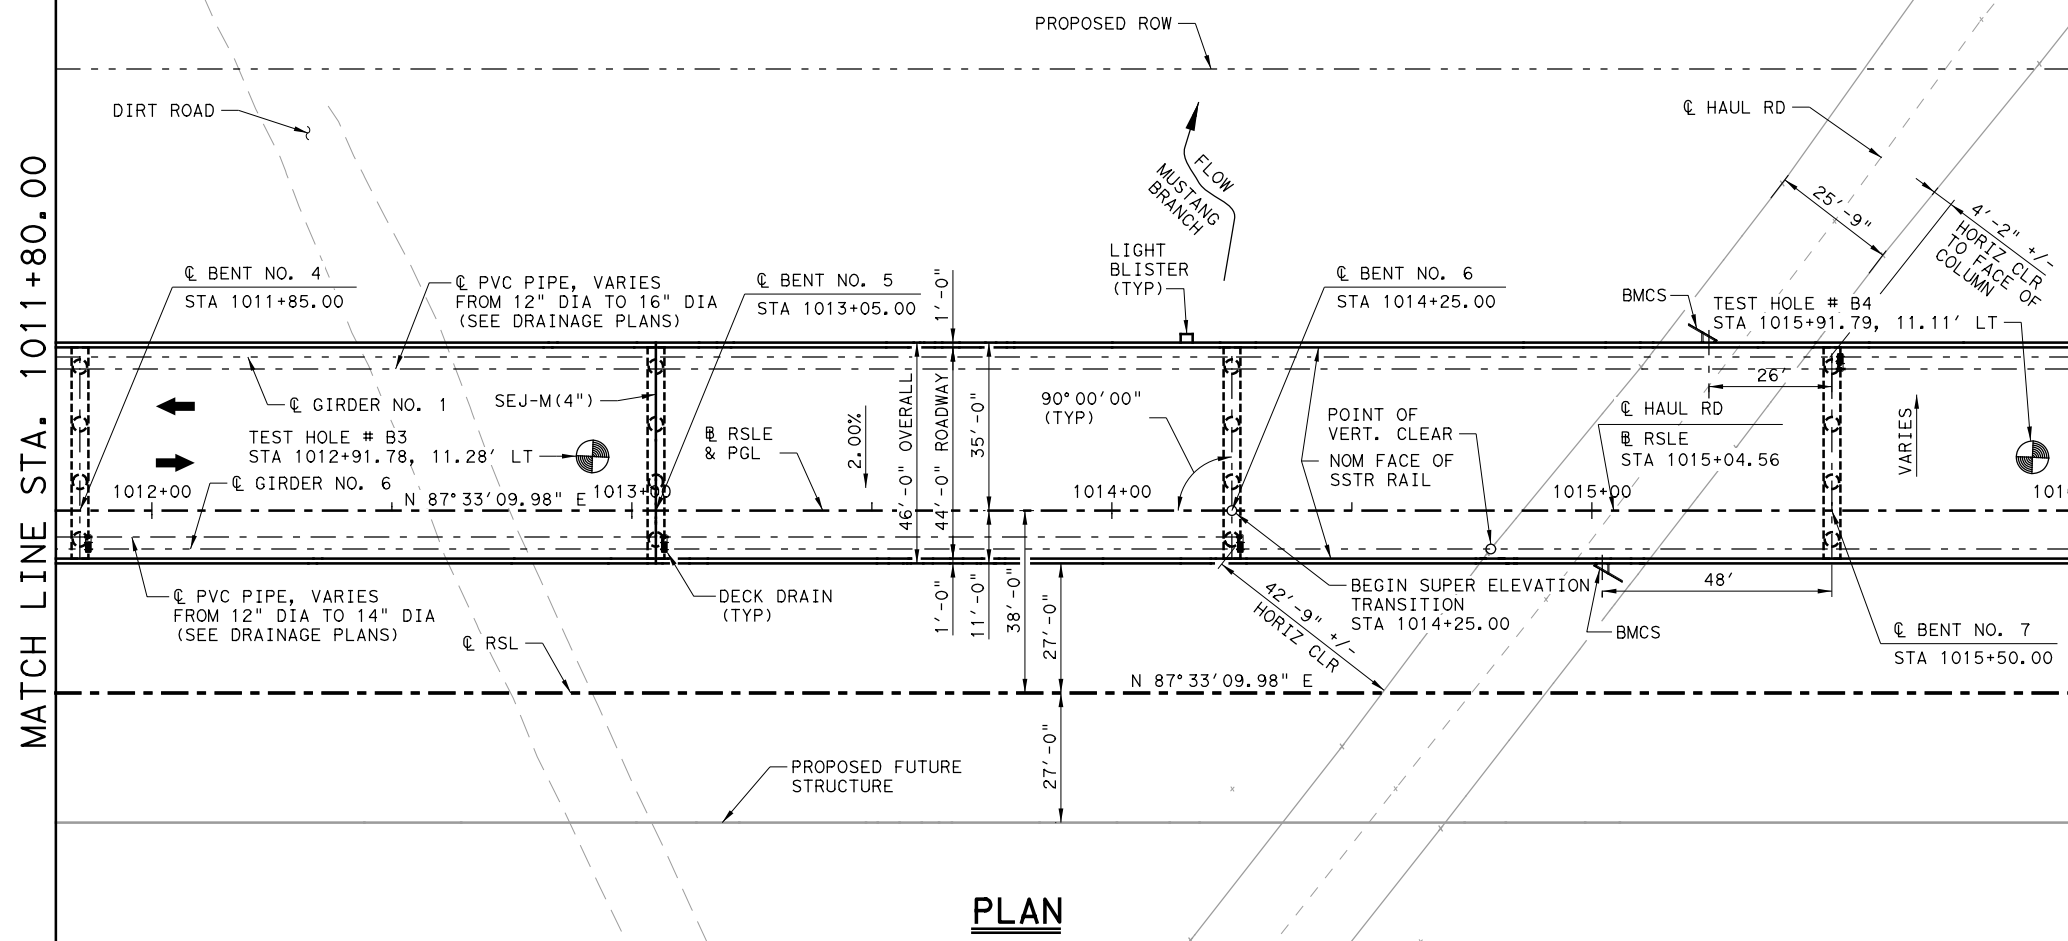 PROPOSED ROW
DIRT ROAD
℄ HAUL RD
MATCH LINE STA. 1011+80.00
FLOW
MUSTANG
BRANCH
25'-9"
4'-2" +/-
HORIZ CLR
TO FACE OF
COLUMN
℄ BENT NO. 4
STA 1011+85.00
℄ PVC PIPE, VARIES
FROM 12" DIA TO 16" DIA
(SEE DRAINAGE PLANS)
℄ BENT NO. 5
STA 1013+05.00
1'-0"
LIGHT
BLISTER
(TYP)
℄ BENT NO. 6
STA 1014+25.00
BMCS
TEST HOLE # B4
STA 1015+91.79, 11.11' LT
26'
℄ GIRDER NO. 1
SEJ-M(4")
TEST HOLE # B3
STA 1012+91.78, 11.28' LT
℄ GIRDER NO. 6
BL RSLE
& PGL
2.00%
46'-0" OVERALL
44'-0" ROADWAY
35'-0"
90°00'00"
(TYP)
POINT OF
VERT. CLEAR
NOM FACE OF
SSTR RAIL
℄ HAUL RD
BL RSLE
STA 1015+04.56
VARIES
1012+00
N 87°33'09.98" E
1013+00
1014+00
1015+00
101
℄ PVC PIPE, VARIES
FROM 12" DIA TO 14" DIA
(SEE DRAINAGE PLANS)
℄ RSL
DECK DRAIN
(TYP)
1'-0"
11'-0"
38'-0"
27'-0"
42'-9" +/-
HORIZ CLR
BEGIN SUPER ELEVATION
TRANSITION
STA 1014+25.00
48'
BMCS
℄ BENT NO. 7
STA 1015+50.00
N 87°33'09.98" E
27'-0"
PROPOSED FUTURE
STRUCTURE
PLAN